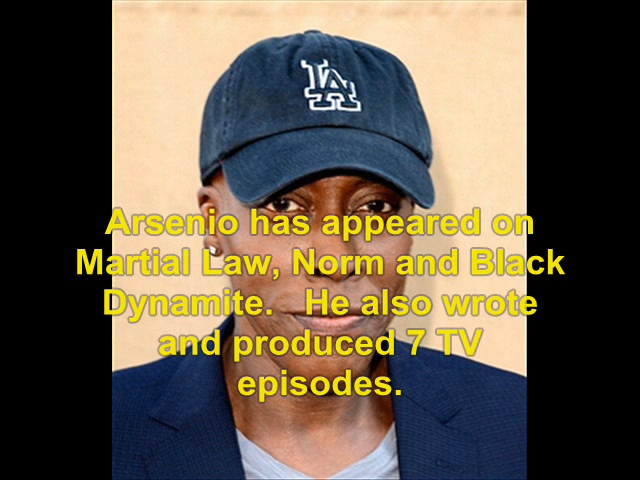 LA
Arsenio has appeared on
Martial Law, Norm and Black
Dynamite.   He also wrote
and produced 7 TV
episodes.